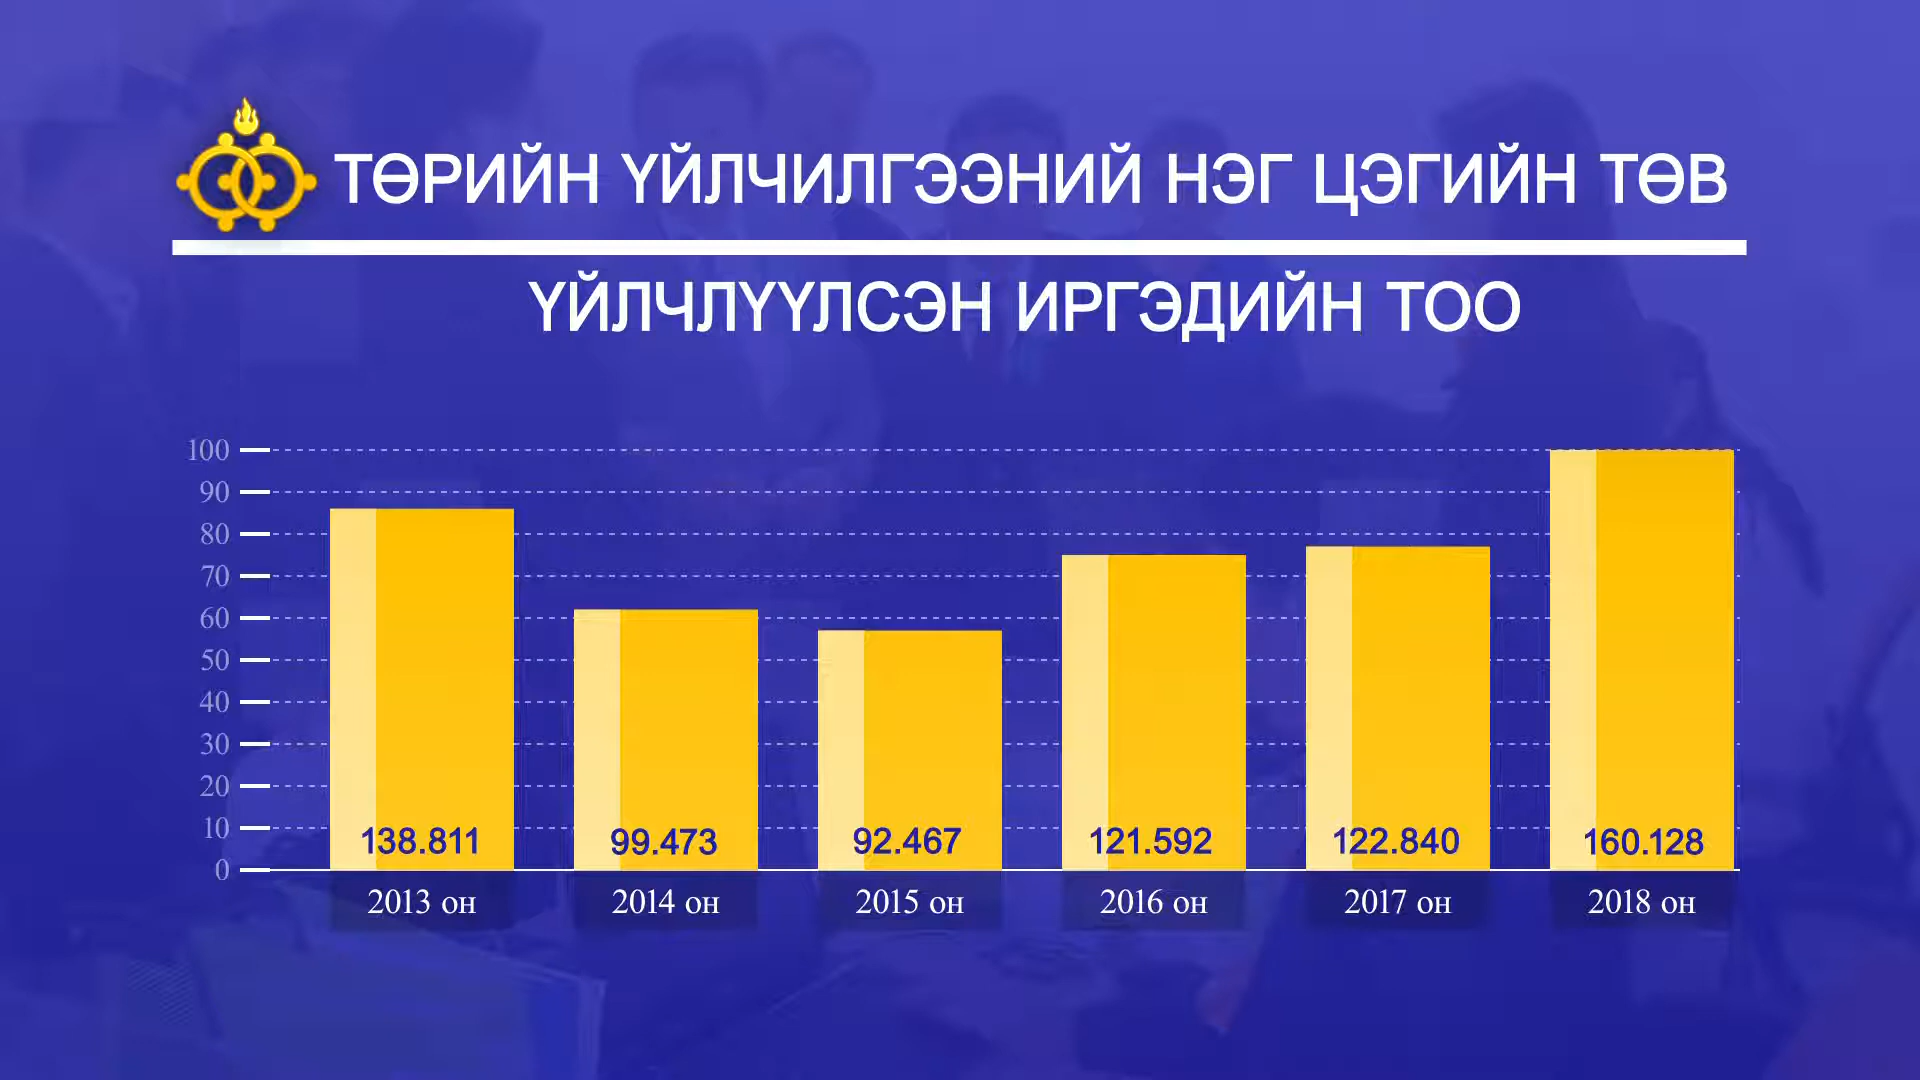 ТӨРИЙН ҮЙЛЧИЛГЭЭНИЙ НЭГ ЦЭГИЙН ТӨВ
ҮЙЛЧЛҮҮЛСЭН ИРГЭДИЙН ТОО
100
90
80
70
60
50
40
30
20
10
0
138.811
99.473
92.467
121.592
122.840
160.128
2013 он
2014 он
2015 он
2016 он
2017 он
2018 он